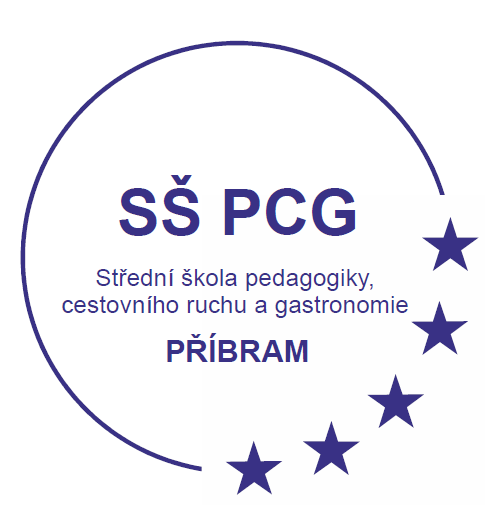 SŠ PCG
Střední škola pedagogiky,
cestovního ruchu a gastronomie
PŘÍBRAM